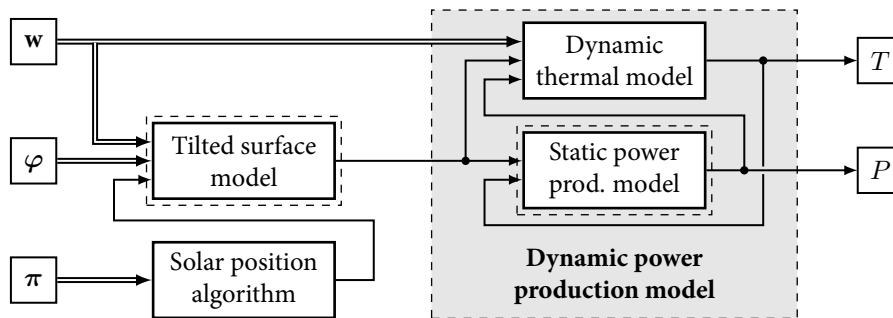 w
Dynamic
thermal model
T
φ
Tilted surface
model
Static power
prod. model
P
π
Solar position
algorithm
Dynamic power
production model